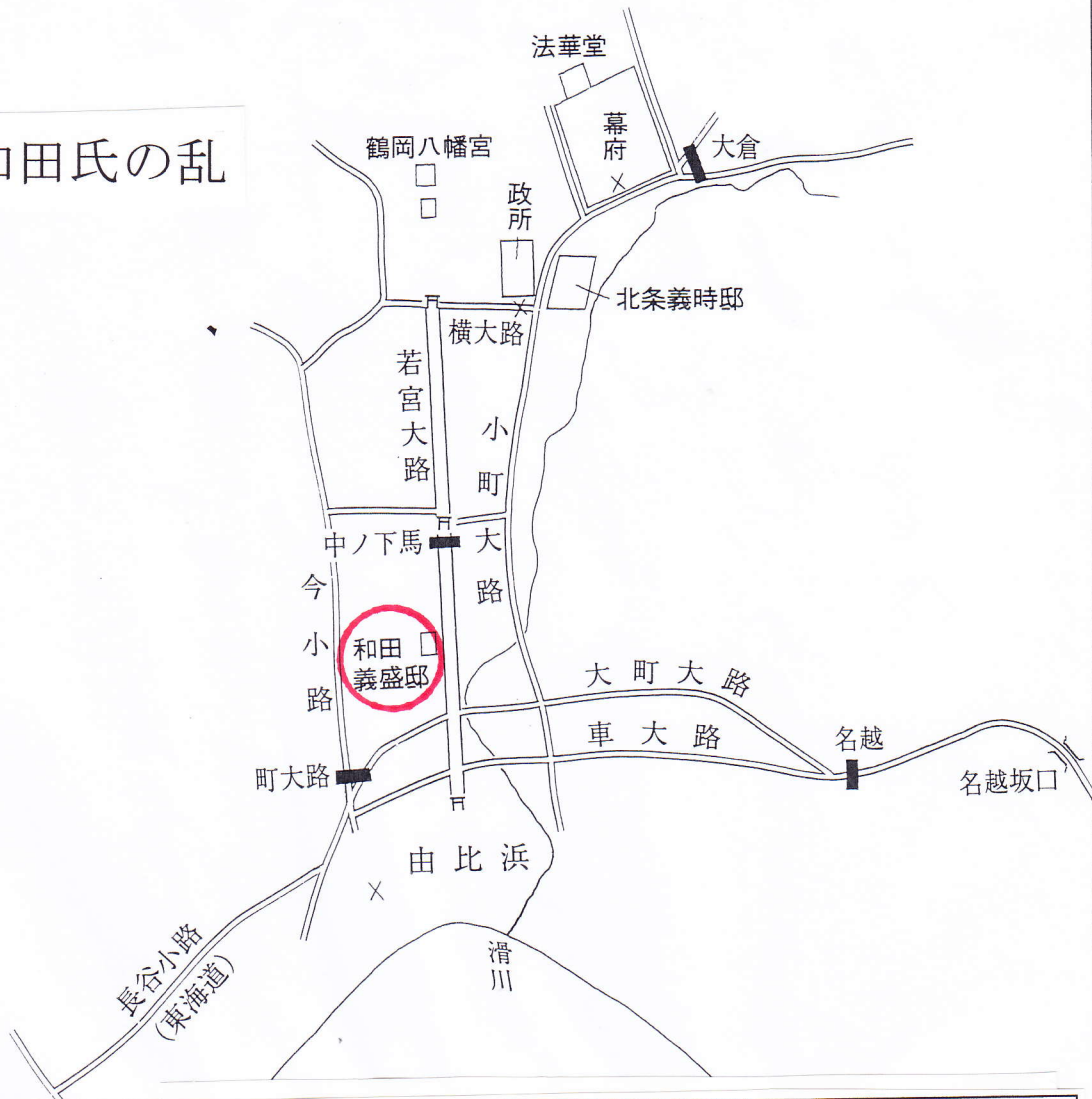 和田氏の乱
法華堂
幕府
大倉
鶴岡八幡宮
政所
北条義時邸
横大路
若宮大路
小町大路
中ノ下馬
今小路
和田
義盛邸
大町大路
車大路
名越
町大路
名越坂口
由比浜
滑川
長谷小路
(東海道)